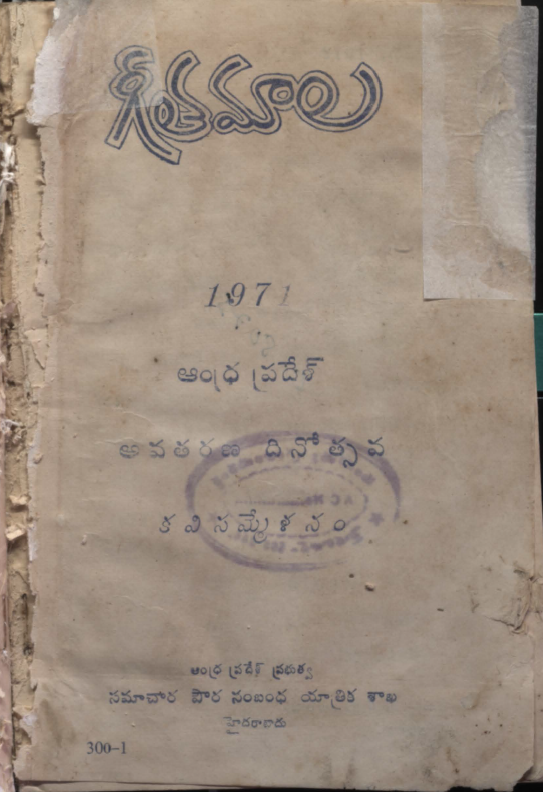 గీతమాల
1971
ఆంధ్ర ప్రదేశ్
అవతరణ దినోత్సవ
కవిసమ్మేళనం
ఆంధ్ర ప్రదేశ్ ప్రభుత్వ
సమాచార పౌర సంబంధ యాత్రిక శాఖ
హైదరాబాదు
300-1